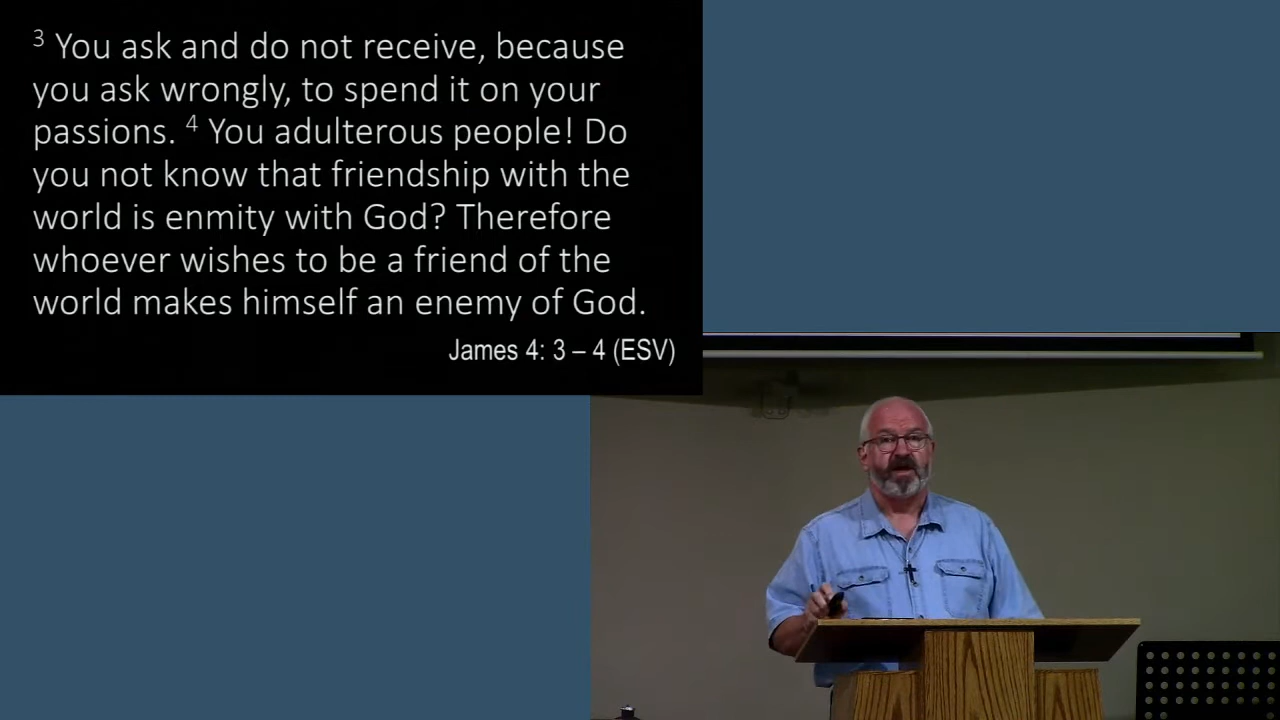 3 You ask and do not receive, because
you ask wrongly, to spend it on your
passions. 4 You adulterous people! Do
you not know that friendship with the
world is enmity with God? Therefore
whoever wishes to be a friend of the
world makes himself an enemy of God.
James 4: 3 – 4 (ESV)